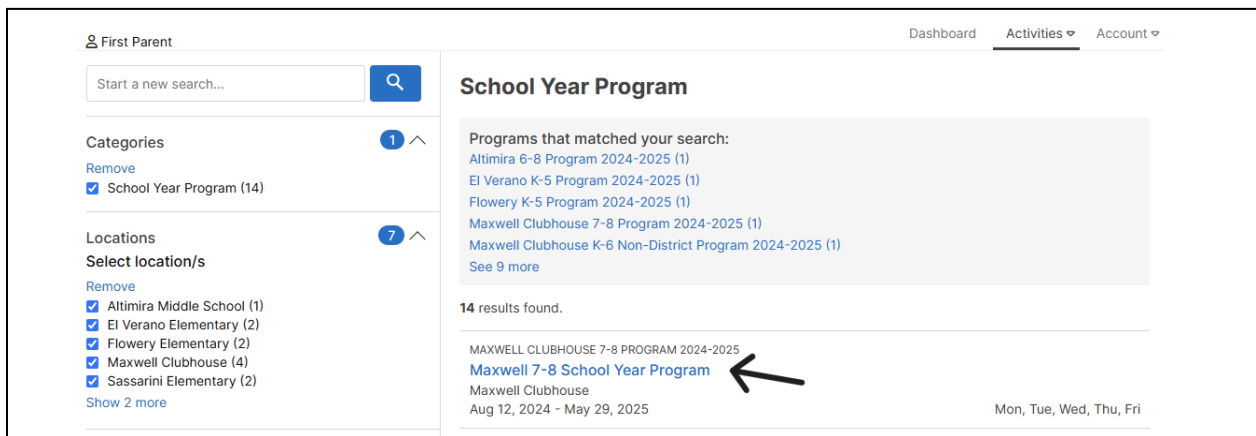 First Parent
Dashboard Activities Account
Start a new search...
Categories 1
Remove
School Year Program (14)
Locations 7
Select location/s
Remove
Altimira Middle School (1)
El Verano Elementary (2)
Flowery Elementary (2)
Maxwell Clubhouse (4)
Sassarini Elementary (2)
Show 2 more
School Year Program
Programs that matched your search:
Altimira 6-8 Program 2024-2025 (1)
El Verano K-5 Program 2024-2025 (1)
Flowery K-5 Program 2024-2025 (1)
Maxwell Clubhouse 7-8 Program 2024-2025 (1)
Maxwell Clubhouse K-6 Non-District Program 2024-2025 (1)
See 9 more
14 results found.
MAXWELL CLUBHOUSE 7-8 PROGRAM 2024-2025
Maxwell 7-8 School Year Program
Maxwell Clubhouse
Aug 12, 2024 - May 29, 2025 Mon, Tue, Wed, Thu, Fri